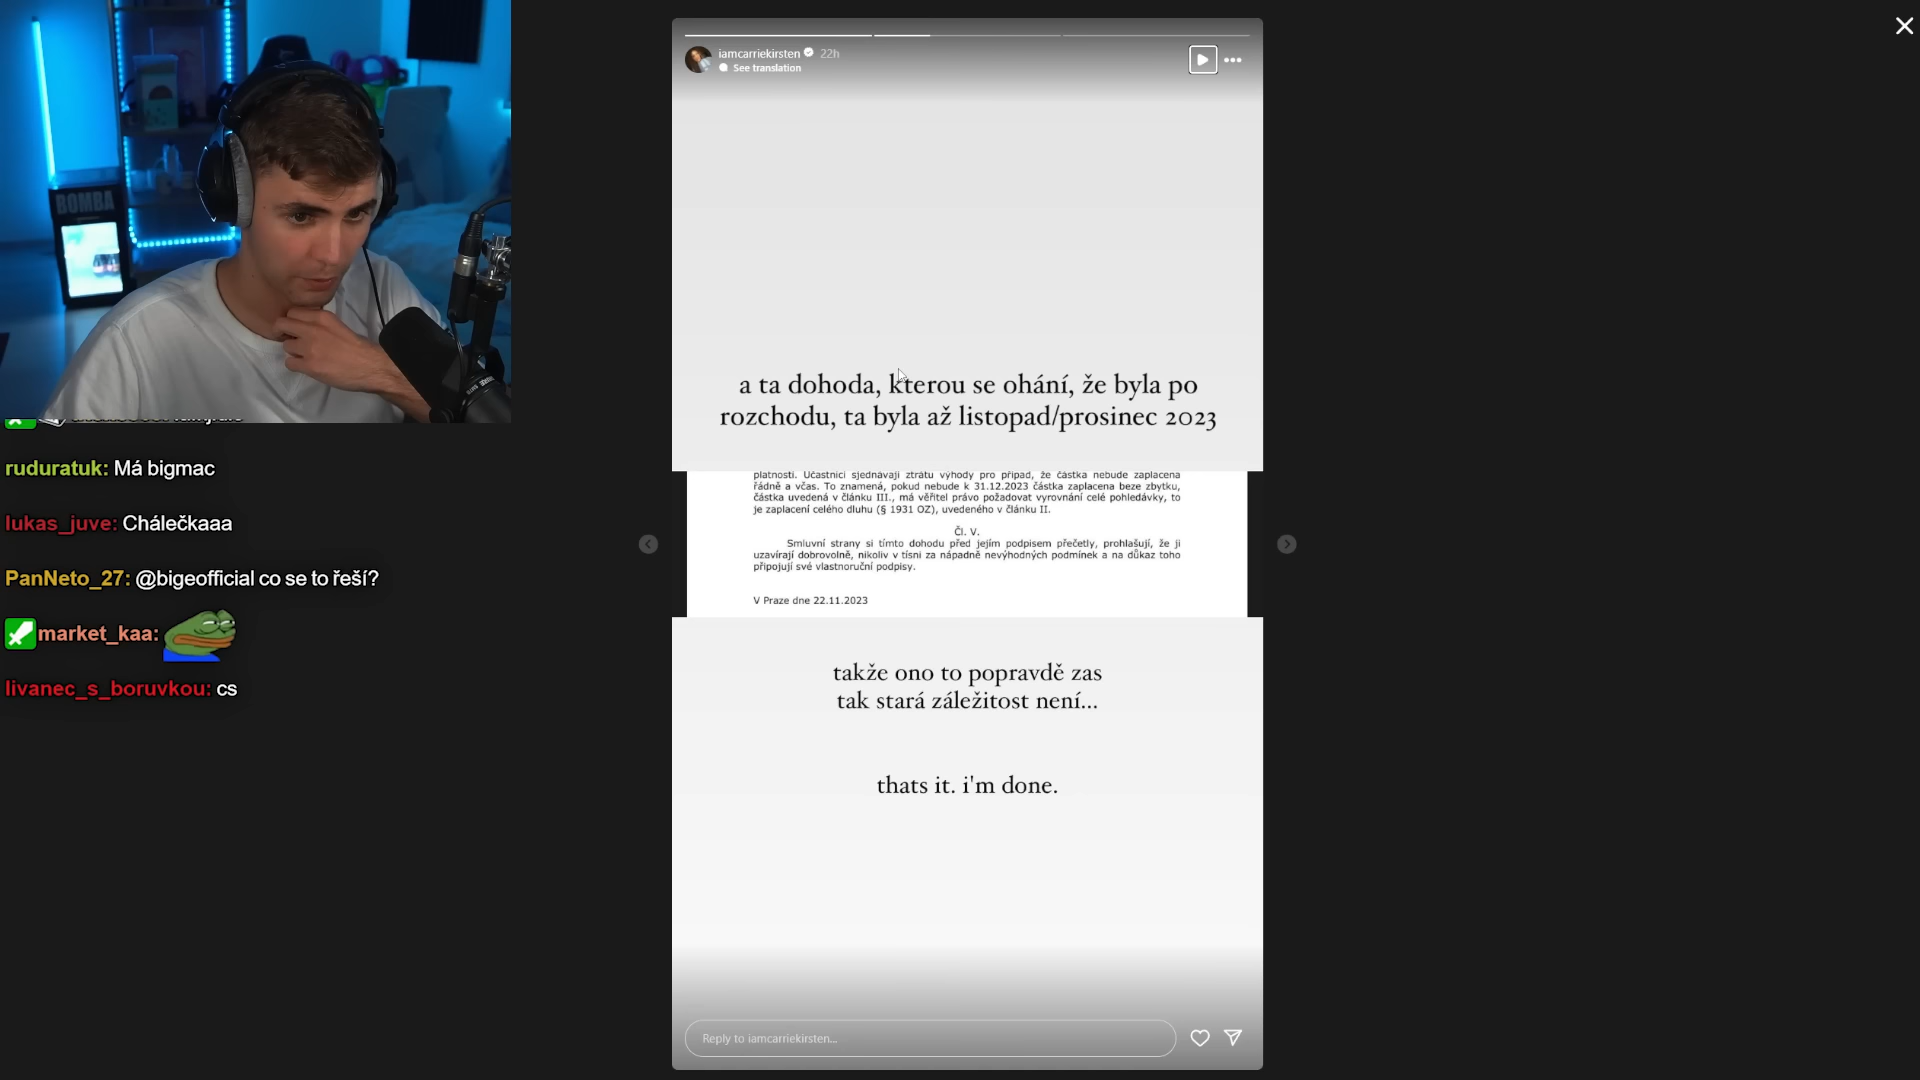 BOMBA
ruduratuk: Má bigmac
lukas_juve: Chálečkaaa
PanNeto_27: @bigeofficial co se to řeší?
market_kaa:
livanec_s_boruvkou: cs
iamcarriekirsten 22h
See translation
a ta dohoda, kterou se ohání, že byla po
rozchodu, ta byla až listopad/prosinec 2023
platnosti. Účastníci sjednávají ztrátu výhody pro případ, že částka nebude zaplacena
řádně a včas. To znamená, pokud nebude k 31.12.2023 částka zaplacena beze zbytku,
částka uvedená v článku III., má věřitel právo požadovat vyrovnání celé pohledávky, to
je zaplacení celého dluhu (§ 1931 OZ), uvedeného v článku II.
Čl. V.
Smluvní strany si tímto dohodu před jejím podpisem přečetly, prohlašují, že ji
uzavírají dobrovolně, nikoliv v tísni za nápadně nevýhodných podmínek a na důkaz toho
připojují své vlastnoruční podpisy.
V Praze dne 22.11.2023
takže ono to popravdě zas
tak stará záležitost není...
thats it. i'm done.
Reply to iamcarriekirsten...